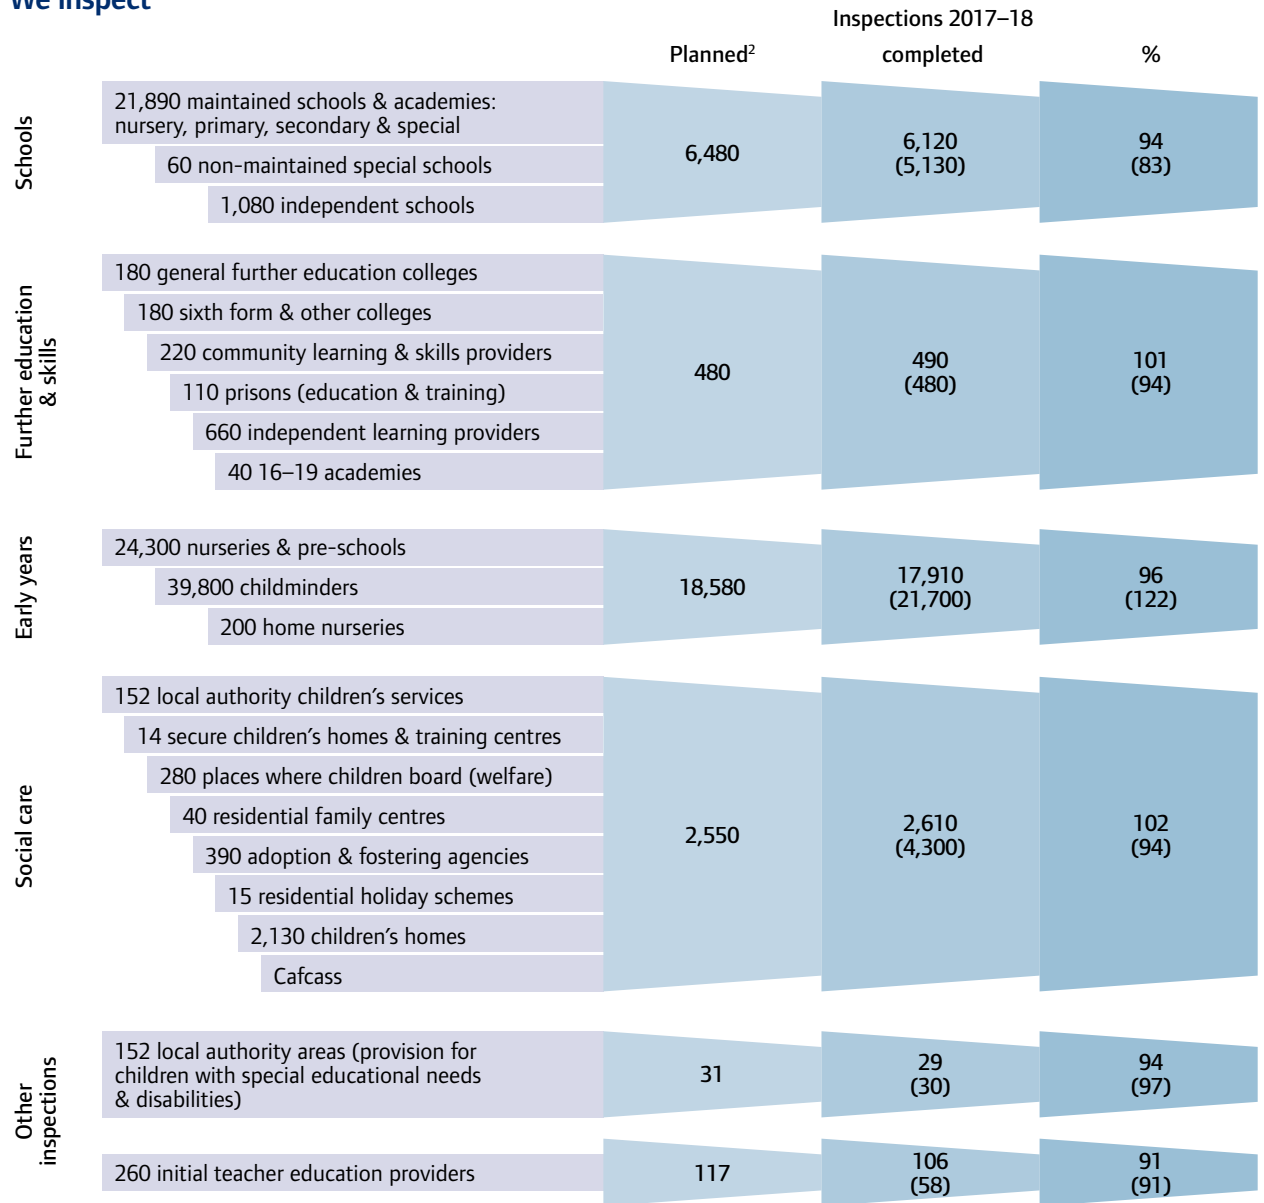 We inspect
Inspections 2017–18
Planned²
completed
%
Schools
21,890 maintained schools & academies:
nursery, primary, secondary & special
60 non-maintained special schools
1,080 independent schools
6,480
6,120
(5,130)
94
(83)
Further education
& skills
180 general further education colleges
180 sixth form & other colleges
220 community learning & skills providers
110 prisons (education & training)
660 independent learning providers
40 16–19 academies
480
490
(480)
101
(94)
Early years
24,300 nurseries & pre-schools
39,800 childminders
200 home nurseries
18,580
17,910
(21,700)
96
(122)
Social care
152 local authority children’s services
14 secure children’s homes & training centres
280 places where children board (welfare)
40 residential family centres
390 adoption & fostering agencies
15 residential holiday schemes
2,130 children’s homes
Cafcass
2,550
2,610
(4,300)
102
(94)
Other
inspections
152 local authority areas (provision for
children with special educational needs
& disabilities)
31
29
(30)
94
(97)
260 initial teacher education providers
117
106
(58)
91
(91)